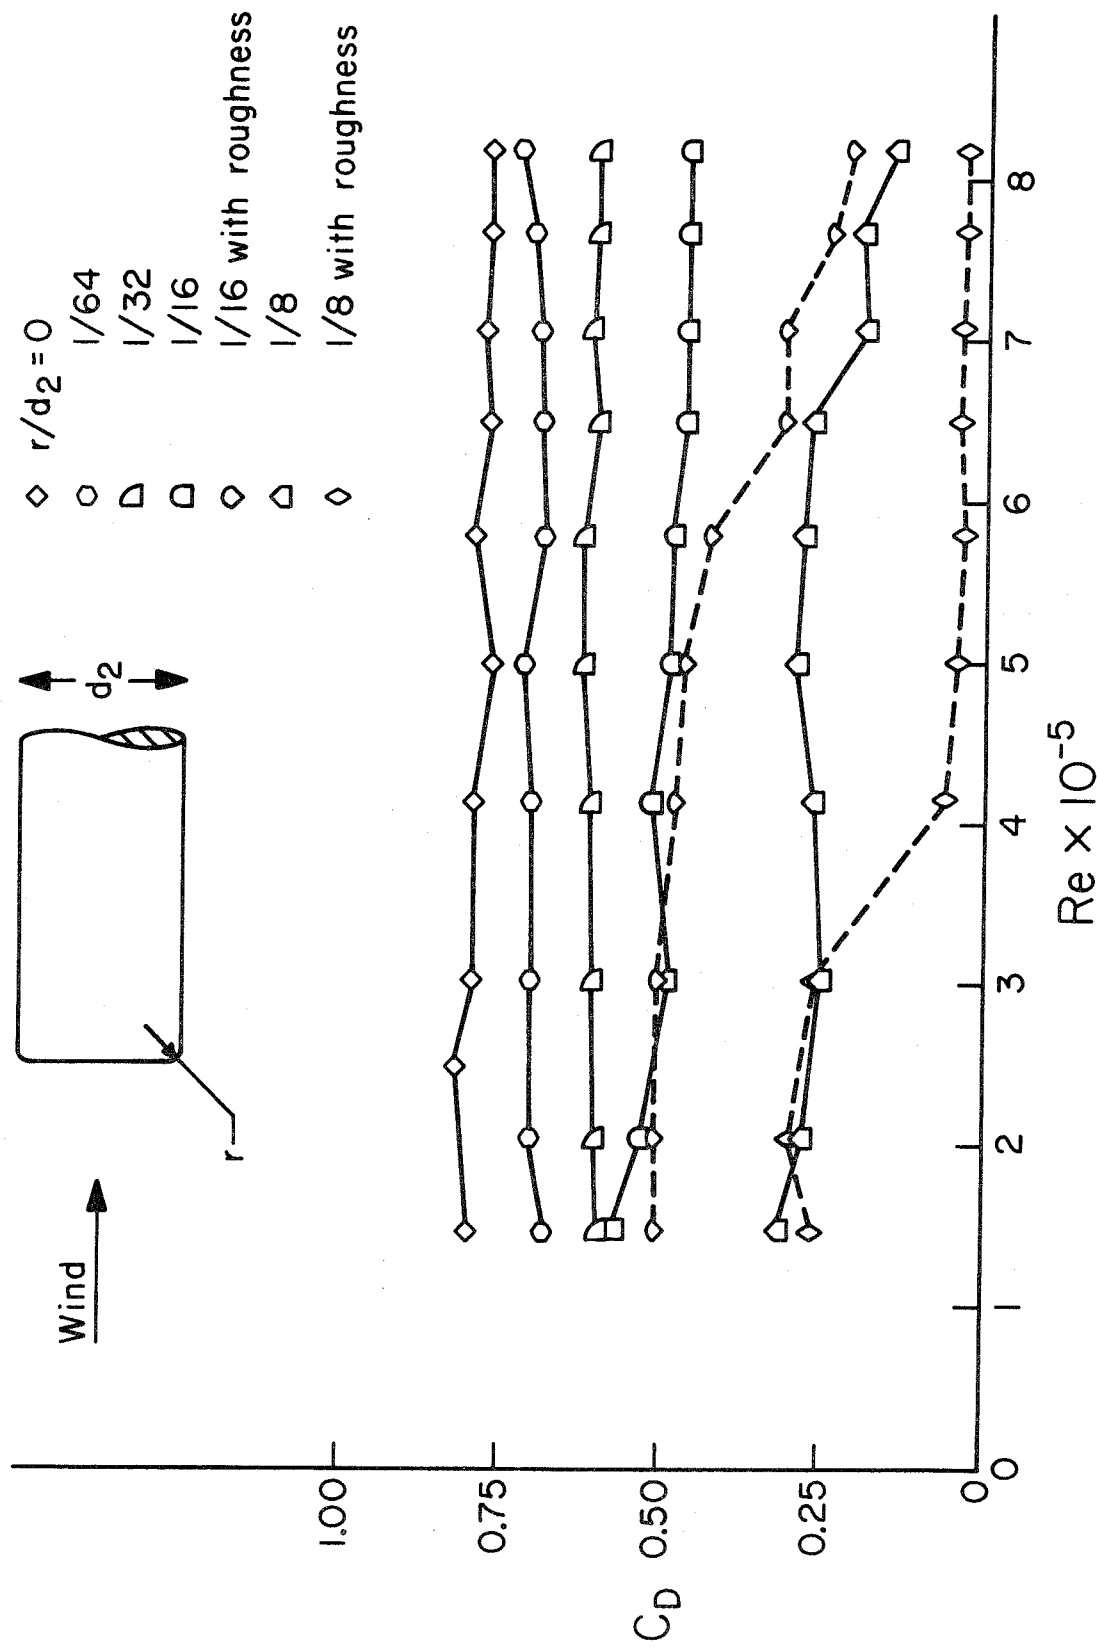 Wind
r
d2
r/d2 = 0
1/64
1/32
1/16
1/16 with roughness
1/8
1/8 with roughness
1.00
0.75
CD 0.50
0.25
0
0 1 2 3 4 5 6 7 8
Re × 10⁻⁵